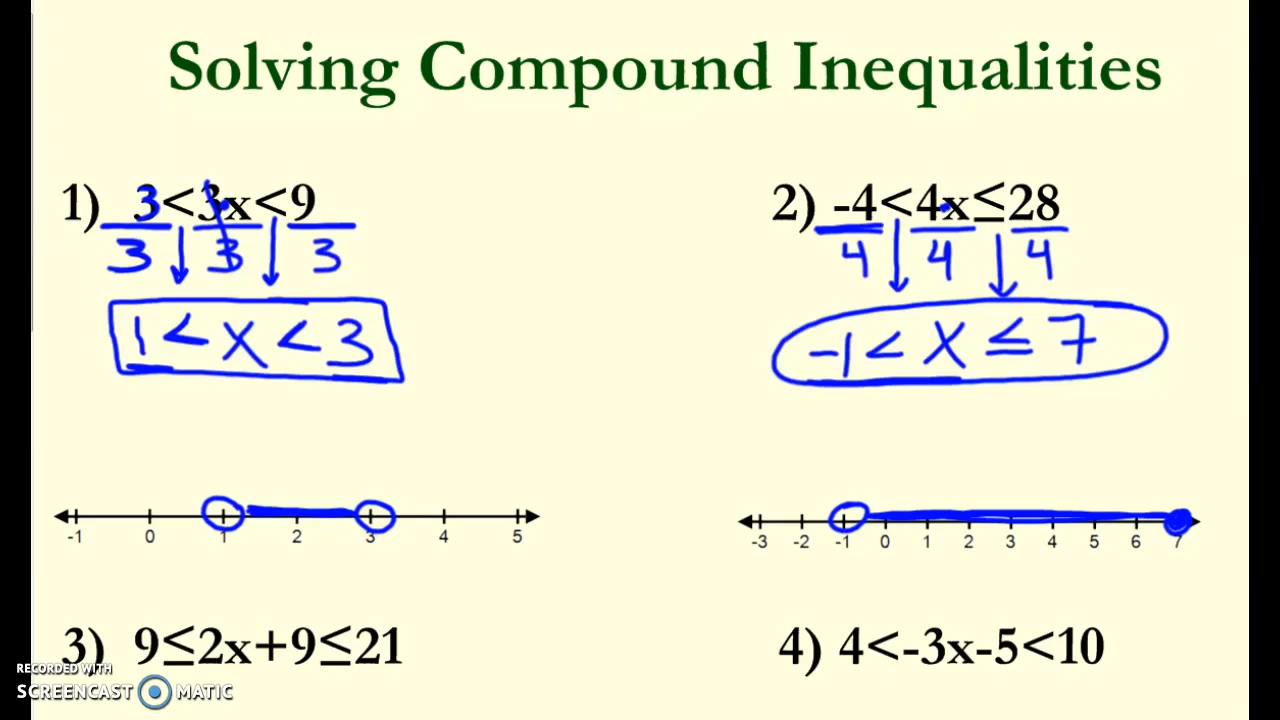 Solving Compound Inequalities
1) 3<3x<9
3 3 3
1 < x < 3
-1 0 1 2 3 4 5
2) -4<4x≤28
4 4 4
-1 < x ≤ 7
-3 -2 -1 0 1 2 3 4 5 6 7
3) 9≤2x+9≤21
4) 4<-3x-5<10
RECORDED WITH
SCREENCAST MATIC